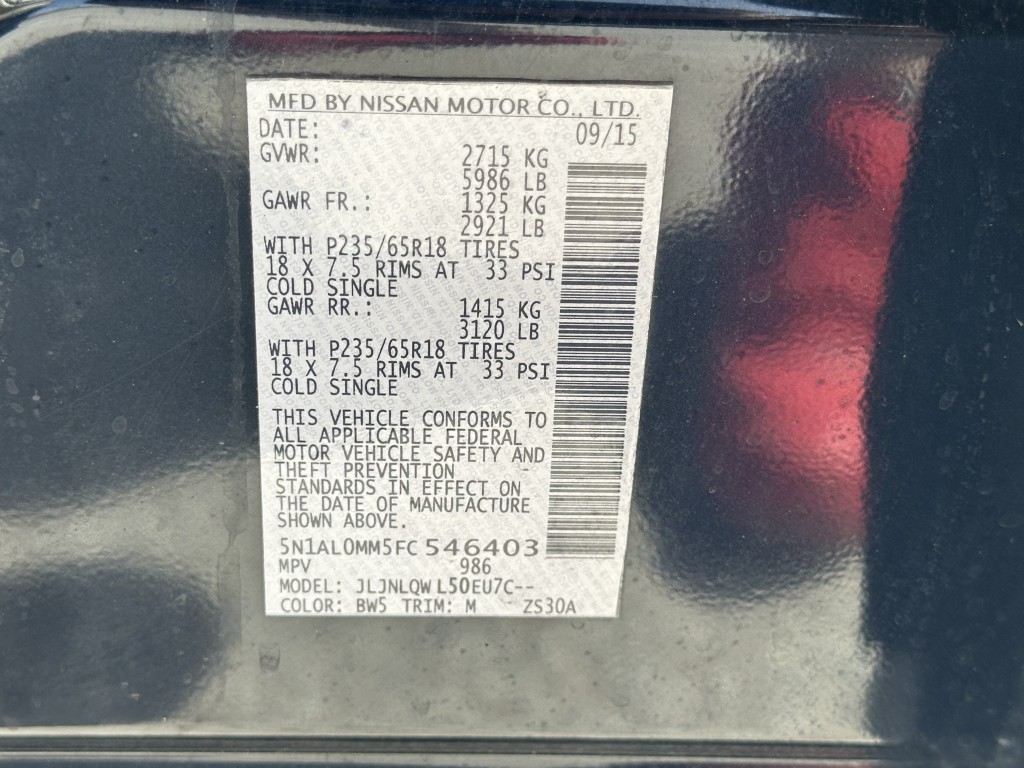 MFD BY NISSAN MOTOR CO., LTD.
DATE: 09/15
GVWR: 2715 KG
5986 LB
GAWR FR.: 1325 KG
2921 LB
WITH P235/65R18 TIRES
18 X 7.5 RIMS AT 33 PSI
COLD SINGLE
GAWR RR.: 1415 KG
3120 LB
WITH P235/65R18 TIRES
18 X 7.5 RIMS AT 33 PSI
COLD SINGLE
THIS VEHICLE CONFORMS TO
ALL APPLICABLE FEDERAL
MOTOR VEHICLE SAFETY AND
THEFT PREVENTION
STANDARDS IN EFFECT ON
THE DATE OF MANUFACTURE
SHOWN ABOVE.
5N1AL0MM5FC 546403
MPV 986
MODEL: JLJNLQW L50EU7C--
COLOR: BW5 TRIM: M ZS30A